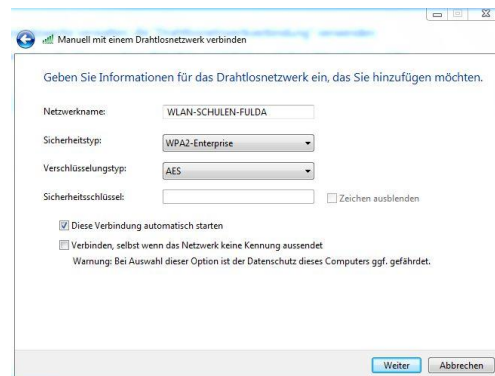 Manuell mit einem Drahtlosnetzwerk verbinden
Geben Sie Informationen für das Drahtlosnetzwerk ein, das Sie hinzufügen möchten.
Netzwerkname: WLAN-SCHULEN-FULDA
Sicherheitstyp: WPA2-Enterprise
Verschlüsselungstyp: AES
Sicherheitsschlüssel: Zeichen ausblenden
Diese Verbindung automatisch starten
Verbinden, selbst wenn das Netzwerk keine Kennung aussendet
Warnung: Bei Auswahl dieser Option ist der Datenschutz dieses Computers ggf. gefährdet.
Weiter Abbrechen